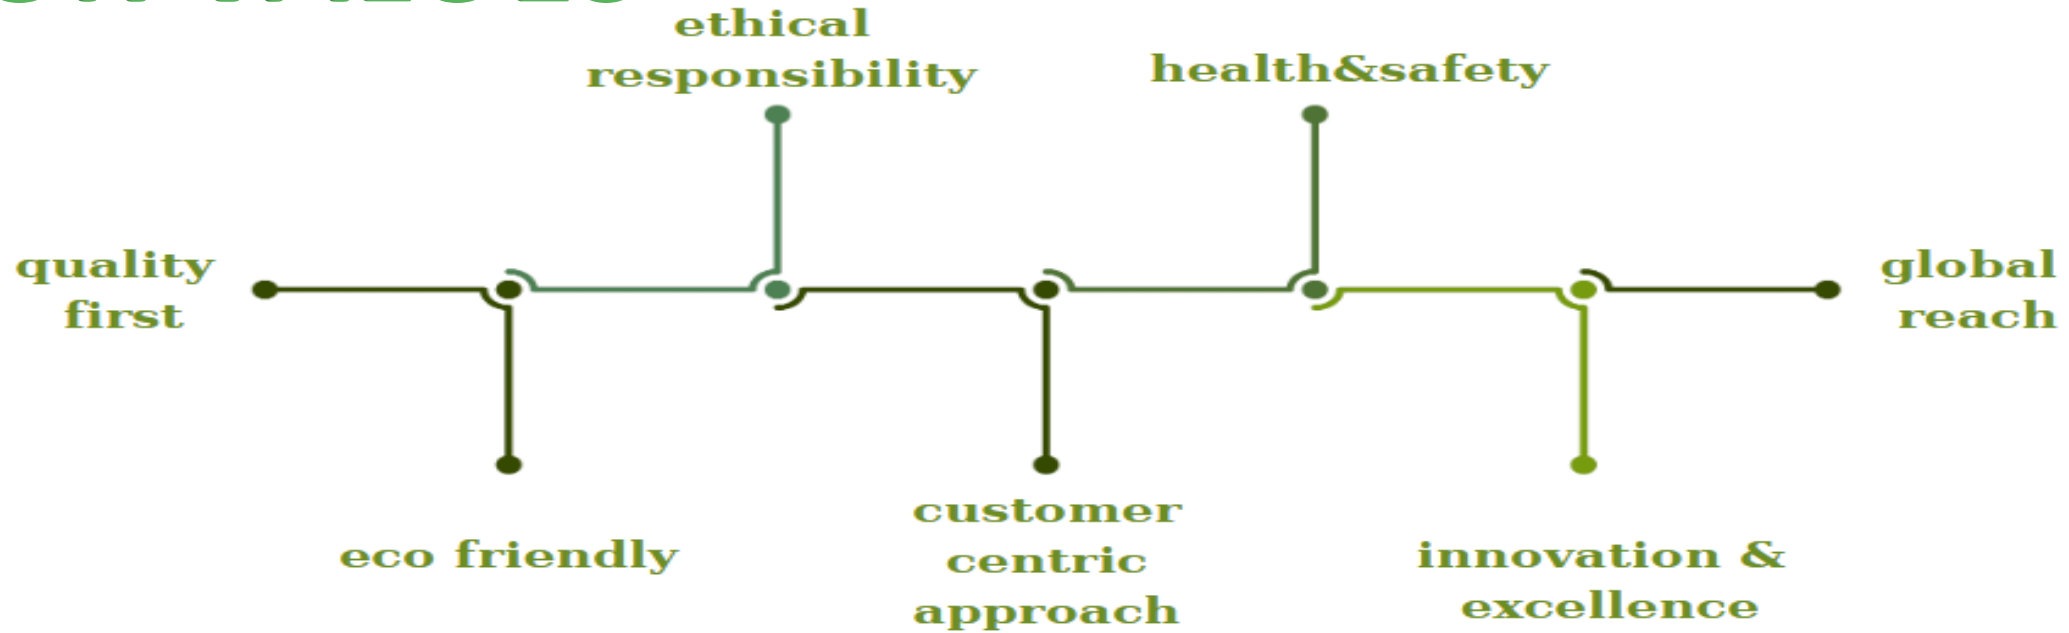 ethical
responsibility
health&safety
quality
first
global
reach
eco friendly
customer
centric
approach
innovation &
excellence